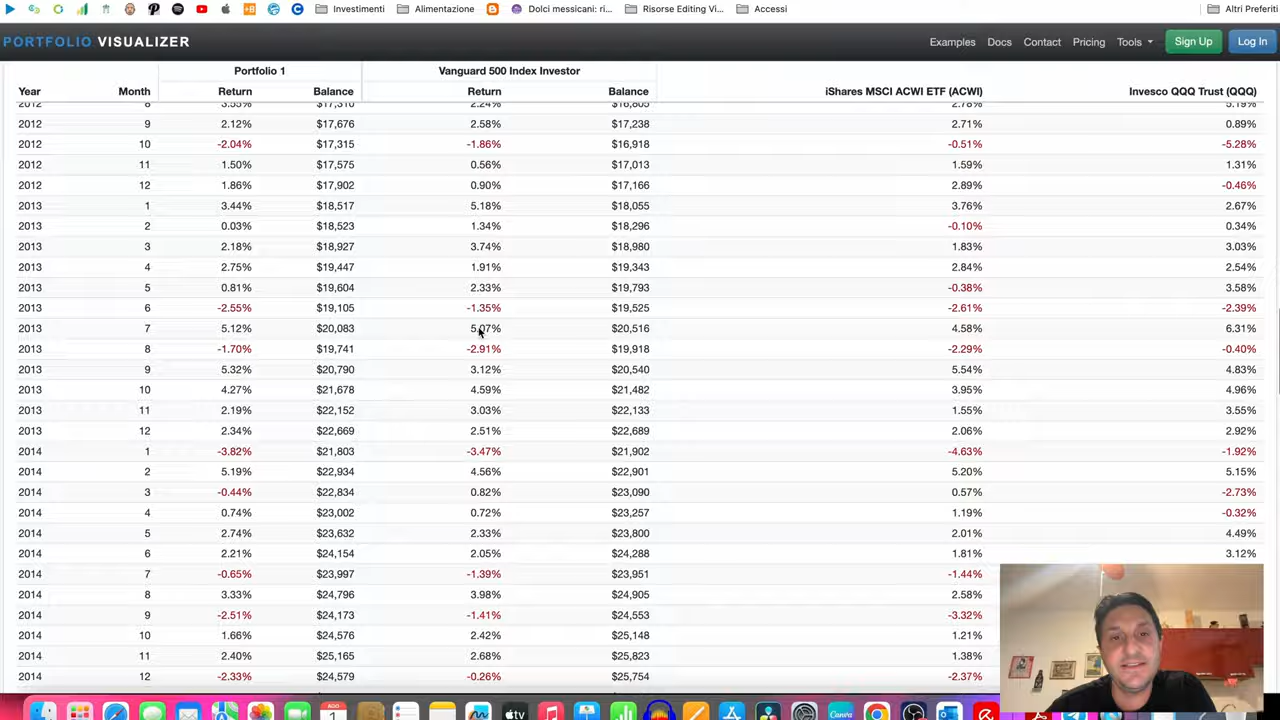 Investimenti Alimentazione Dolci messicani: ri... Risorse Editing Vi... Accessi Altri Preferiti
PORTFOLIO VISUALIZER Examples Docs Contact Pricing Tools Sign Up Log In
Portfolio 1 Vanguard 500 Index Investor
Year Month Return Balance Return Balance iShares MSCI ACWI ETF (ACWI) Invesco QQQ Trust (QQQ)
2012 8 3.55% $17,310 2.24% $16,805 2.78% 5.19%
2012 9 2.12% $17,676 2.58% $17,238 2.71% 0.89%
2012 10 -2.04% $17,315 -1.86% $16,918 -0.51% -5.28%
2012 11 1.50% $17,575 0.56% $17,013 1.59% 1.31%
2012 12 1.86% $17,902 0.90% $17,166 2.89% -0.46%
2013 1 3.44% $18,517 5.18% $18,055 3.76% 2.67%
2013 2 0.03% $18,523 1.34% $18,296 -0.10% 0.34%
2013 3 2.18% $18,927 3.74% $18,980 1.83% 3.03%
2013 4 2.75% $19,447 1.91% $19,343 2.84% 2.54%
2013 5 0.81% $19,604 2.33% $19,793 -0.38% 3.58%
2013 6 -2.55% $19,105 -1.35% $19,525 -2.61% -2.39%
2013 7 5.12% $20,083 5.07% $20,516 4.58% 6.31%
2013 8 -1.70% $19,741 -2.91% $19,918 -2.29% -0.40%
2013 9 5.32% $20,790 3.12% $20,540 5.54% 4.83%
2013 10 4.27% $21,678 4.59% $21,482 3.95% 4.96%
2013 11 2.19% $22,152 3.03% $22,133 1.55% 3.55%
2013 12 2.34% $22,669 2.51% $22,689 2.06% 2.92%
2014 1 -3.82% $21,803 -3.47% $21,902 -4.63% -1.92%
2014 2 5.19% $22,934 4.56% $22,901 5.20% 5.15%
2014 3 -0.44% $22,834 0.82% $23,090 0.57% -2.73%
2014 4 0.74% $23,002 0.72% $23,257 1.19% -0.32%
2014 5 2.74% $23,632 2.33% $23,800 2.01% 4.49%
2014 6 2.21% $24,154 2.05% $24,288 1.81% 3.12%
2014 7 -0.65% $23,997 -1.39% $23,951 -1.44%
2014 8 3.33% $24,796 3.98% $24,905 2.58%
2014 9 -2.51% $24,173 -1.41% $24,553 -3.32%
2014 10 1.66% $24,576 2.42% $25,148 1.21%
2014 11 2.40% $25,165 2.68% $25,823 1.38%
2014 12 -2.33% $24,579 -0.26% $25,754 -2.37%
AGO
1
tv
Canva